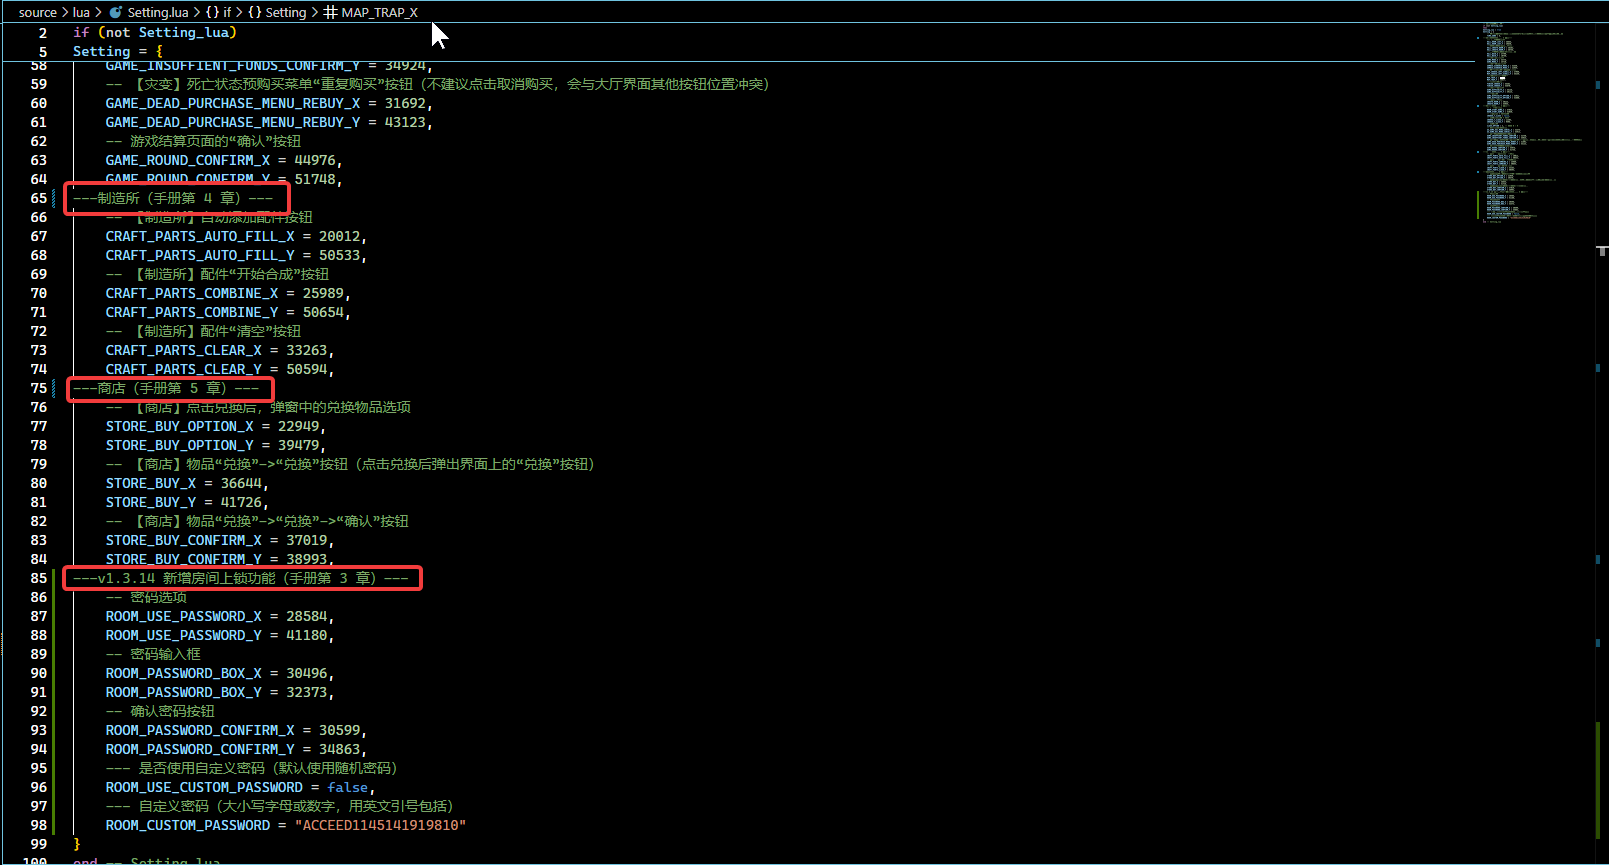 source > lua > Setting.lua > {} if > {} Setting > # MAP_TRAP_X
2 if (not Setting_lua)
5 Setting = {
58 GAME_INSUFFICIENT_FUNDS_CONFIRM_Y = 34924,
59 -- 【灾变】死亡状态预购买菜单“重复购买”按钮（不建议点击取消购买，会与大厅界面其他按钮位置冲突）
60 GAME_DEAD_PURCHASE_MENU_REBUY_X = 31692,
61 GAME_DEAD_PURCHASE_MENU_REBUY_Y = 43123,
62 -- 游戏结算页面的“确认”按钮
63 GAME_ROUND_CONFIRM_X = 44976,
64 GAME_ROUND_CONFIRM_Y = 51748,
65 ---制造所（手册第 4 章）---
66 -- 【制造所】自动添加配件按钮
67 CRAFT_PARTS_AUTO_FILL_X = 20012,
68 CRAFT_PARTS_AUTO_FILL_Y = 50533,
69 -- 【制造所】配件“开始合成”按钮
70 CRAFT_PARTS_COMBINE_X = 25989,
71 CRAFT_PARTS_COMBINE_Y = 50654,
72 -- 【制造所】配件“清空”按钮
73 CRAFT_PARTS_CLEAR_X = 33263,
74 CRAFT_PARTS_CLEAR_Y = 50594,
75 ---商店（手册第 5 章）---
76 -- 【商店】点击兑换后，弹窗中的兑换物品选项
77 STORE_BUY_OPTION_X = 22949,
78 STORE_BUY_OPTION_Y = 39479,
79 -- 【商店】物品“兑换”->“兑换”按钮（点击兑换后弹出界面上的“兑换”按钮）
80 STORE_BUY_X = 36644,
81 STORE_BUY_Y = 41726,
82 -- 【商店】物品“兑换”->“兑换”->“确认”按钮
83 STORE_BUY_CONFIRM_X = 37019,
84 STORE_BUY_CONFIRM_Y = 38993,
85 ---v1.3.14 新增房间上锁功能（手册第 3 章）---
86 -- 密码选项
87 ROOM_USE_PASSWORD_X = 28584,
88 ROOM_USE_PASSWORD_Y = 41180,
89 -- 密码输入框
90 ROOM_PASSWORD_BOX_X = 30496,
91 ROOM_PASSWORD_BOX_Y = 32373,
92 -- 确认密码按钮
93 ROOM_PASSWORD_CONFIRM_X = 30599,
94 ROOM_PASSWORD_CONFIRM_Y = 34863,
95 --- 是否使用自定义密码（默认使用随机密码）
96 ROOM_USE_CUSTOM_PASSWORD = false,
97 --- 自定义密码（大小写字母或数字，用英文引号包括）
98 ROOM_CUSTOM_PASSWORD = "ACCEED1145141919810"
99 }
100 end -- Setting_lua